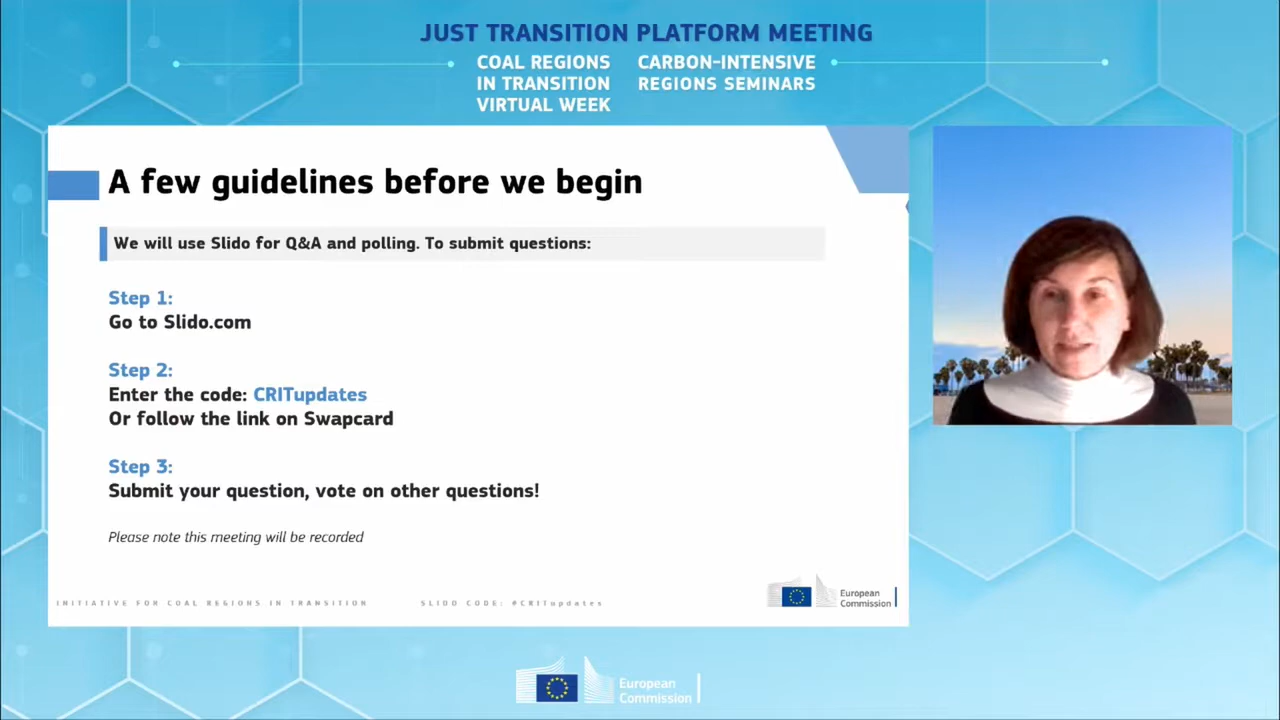 JUST TRANSITION PLATFORM MEETING
COAL REGIONS
IN TRANSITION
VIRTUAL WEEK
CARBON-INTENSIVE
REGIONS SEMINARS
A few guidelines before we begin
We will use Slido for Q&A and polling. To submit questions:
Step 1:
Go to Slido.com
Step 2:
Enter the code: CRITupdates
Or follow the link on Swapcard
Step 3:
Submit your question, vote on other questions!
Please note this meeting will be recorded
INITIATIVE FOR COAL REGIONS IN TRANSITION
SLIDO CODE: #CRITupdates
European
Commission
European
Commission